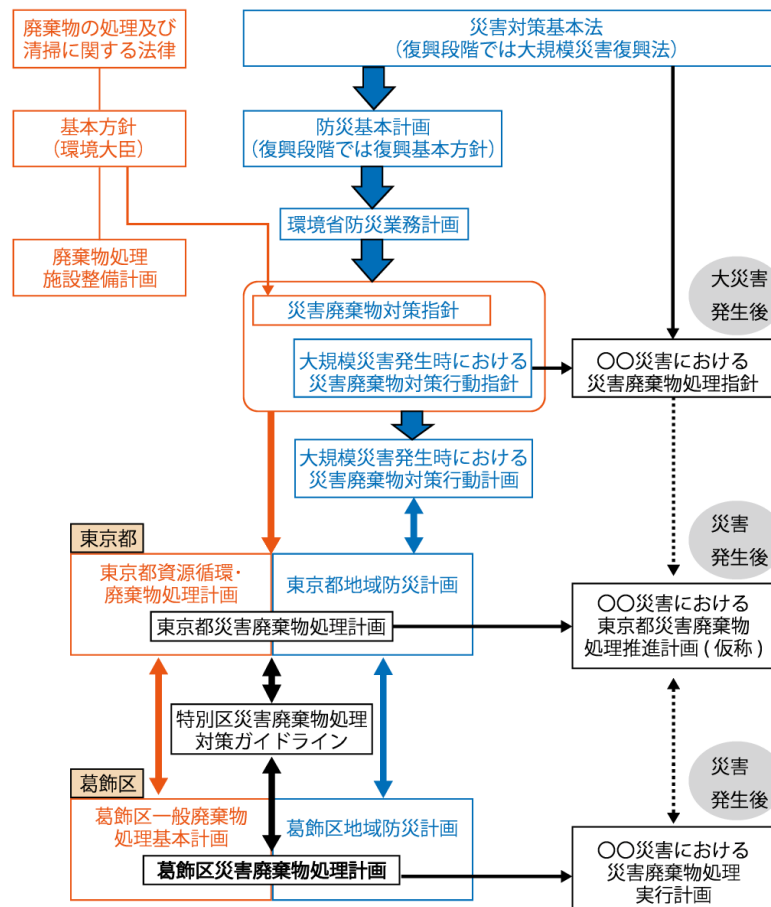 廃棄物の処理及び
清掃に関する法律
災害対策基本法
(復興段階では大規模災害復興法)
基本方針
(環境大臣)
防災基本計画
(復興段階では復興基本方針)
環境省防災業務計画
廃棄物処理
施設整備計画
大災害
発生後
災害廃棄物対策指針
大規模災害発生時における
災害廃棄物対策行動指針
〇〇災害における
災害廃棄物処理指針
大規模災害発生時における
災害廃棄物対策行動計画
災害
発生後
東京都
東京都資源循環・
廃棄物処理計画
東京都地域防災計画
東京都災害廃棄物処理計画
〇〇災害における
東京都災害廃棄物
処理推進計画(仮称)
特別区災害廃棄物処理
対策ガイドライン
災害
発生後
葛飾区
葛飾区一般廃棄物
処理基本計画
葛飾区地域防災計画
葛飾区災害廃棄物処理計画
〇〇災害における
災害廃棄物処理
実行計画